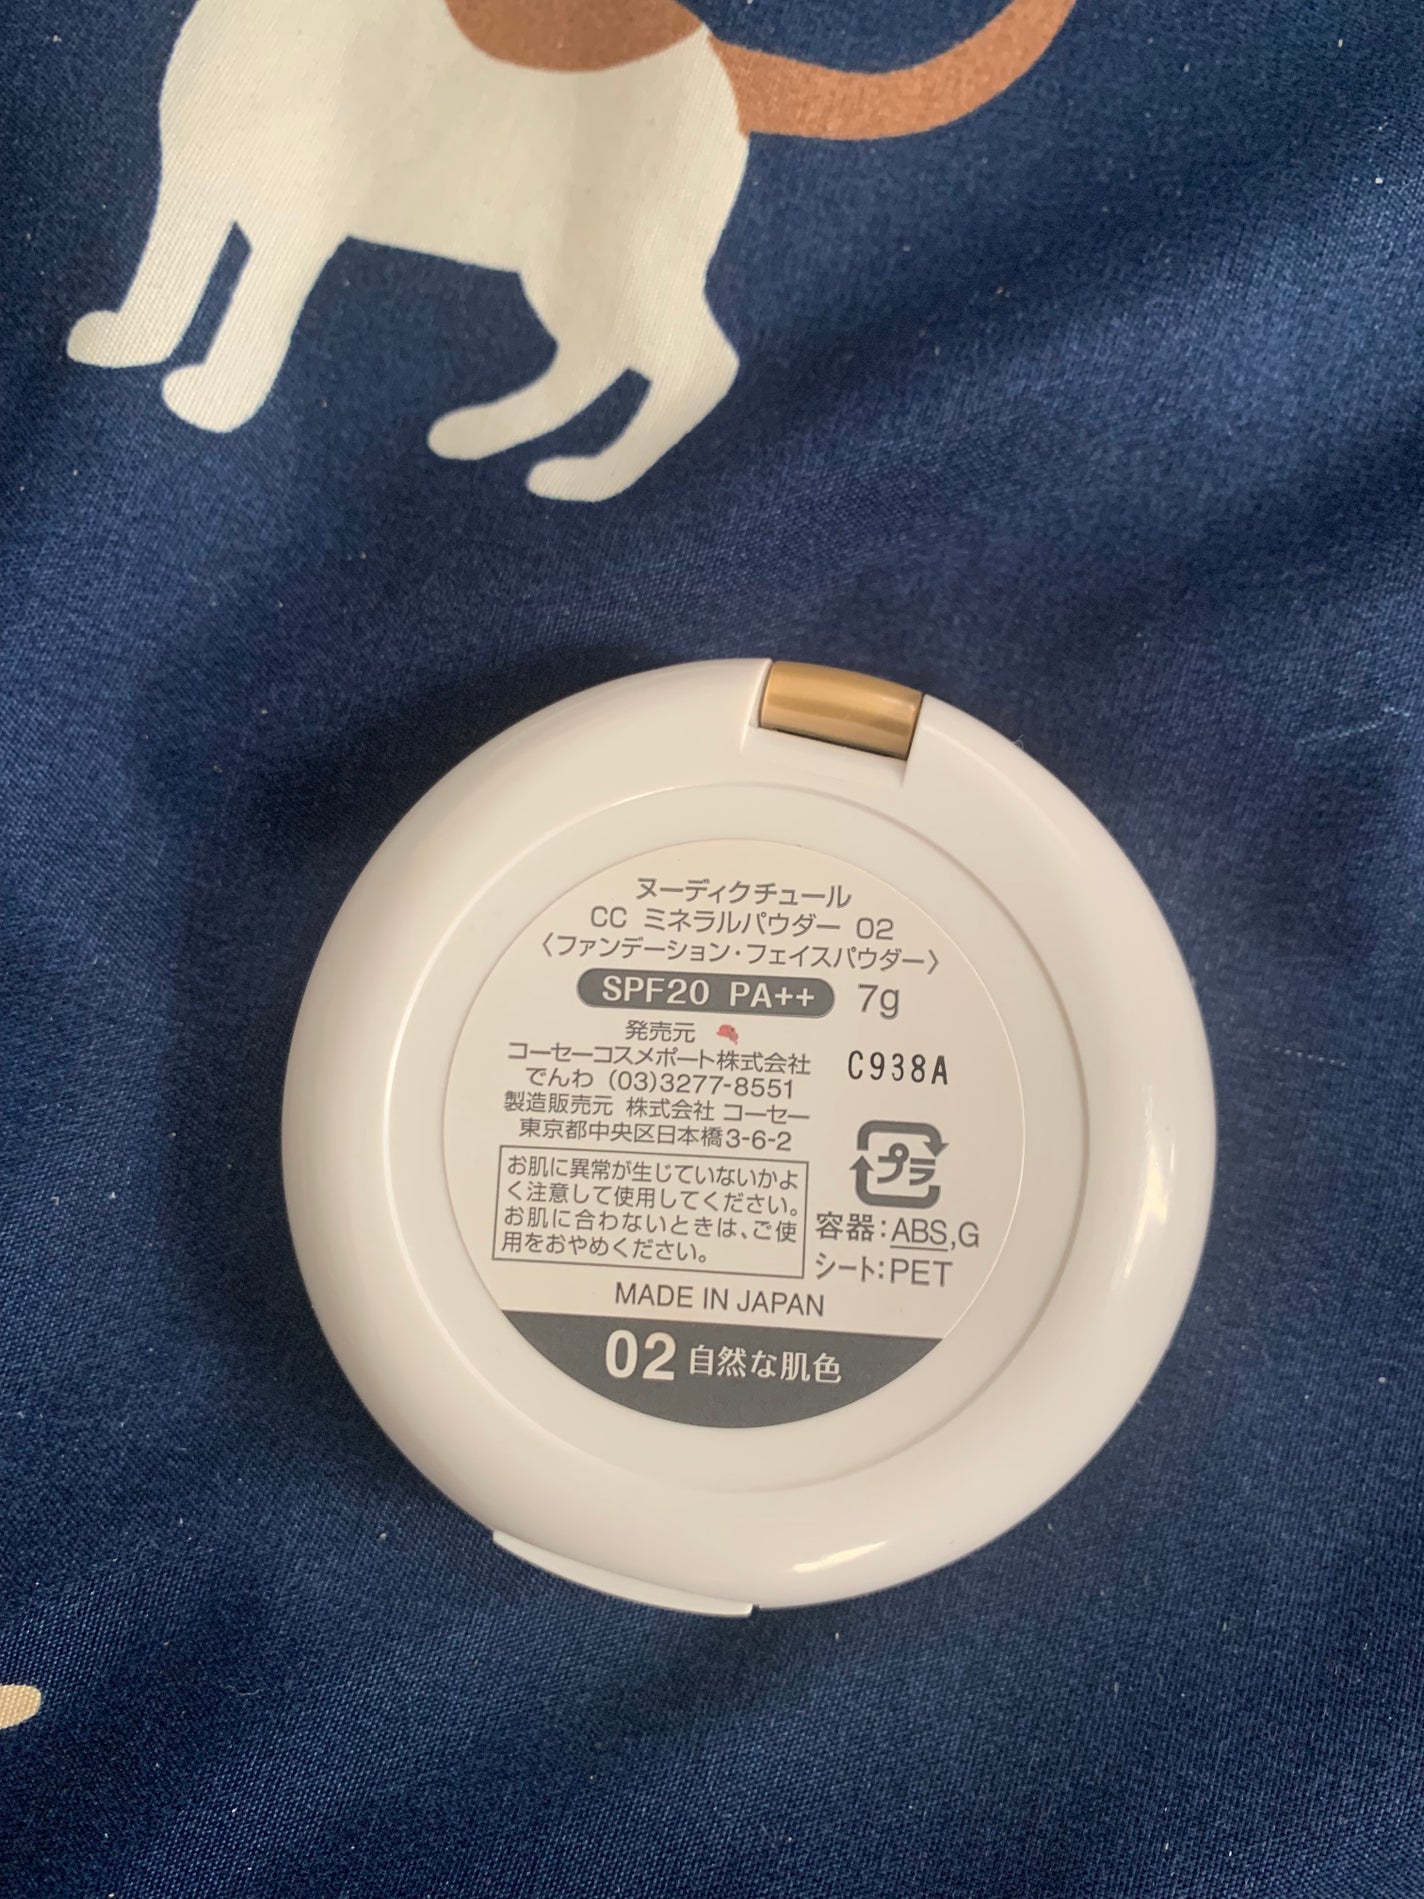 ヌーディクチュール
CC ミネラルパウダー 02
〈ファンデーション・フェイスパウダー〉
SPF20 PA++ 7g
発売元
コーセーコスメポート株式会社
でんわ (03)3277-8551
製造販売元 株式会社 コーセー
東京都中央区日本橋3-6-2
C938A
お肌に異常が生じていないかよ
く注意して使用してください。
お肌に合わないときは、ご使
用をおやめください。
プラ
容器:ABS,G
シート:PET
MADE IN JAPAN
02 自然な肌色